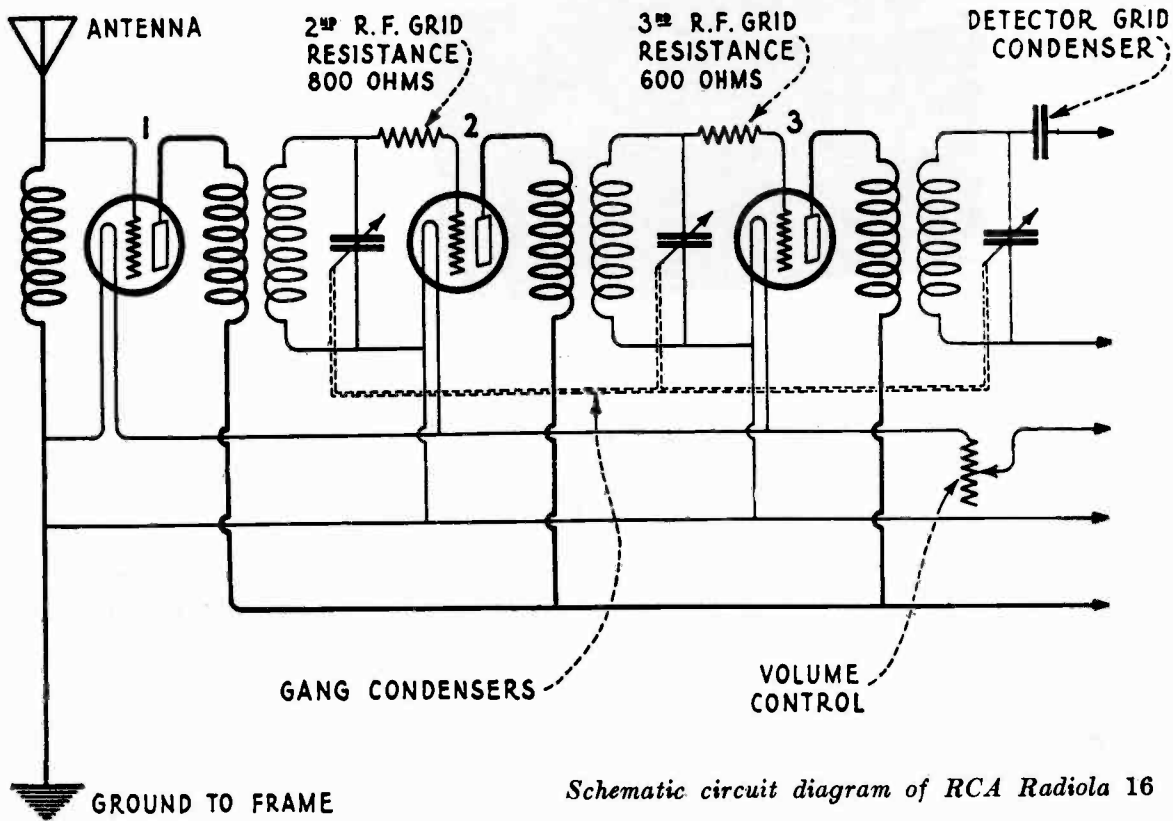 ANTENNA
2ND R.F. GRID
RESISTANCE
800 OHMS
3RD R.F. GRID
RESISTANCE
600 OHMS
DETECTOR GRID
CONDENSER
1
2
3
GANG CONDENSERS
VOLUME
CONTROL
GROUND TO FRAME
Schematic circuit diagram of RCA Radiola 16